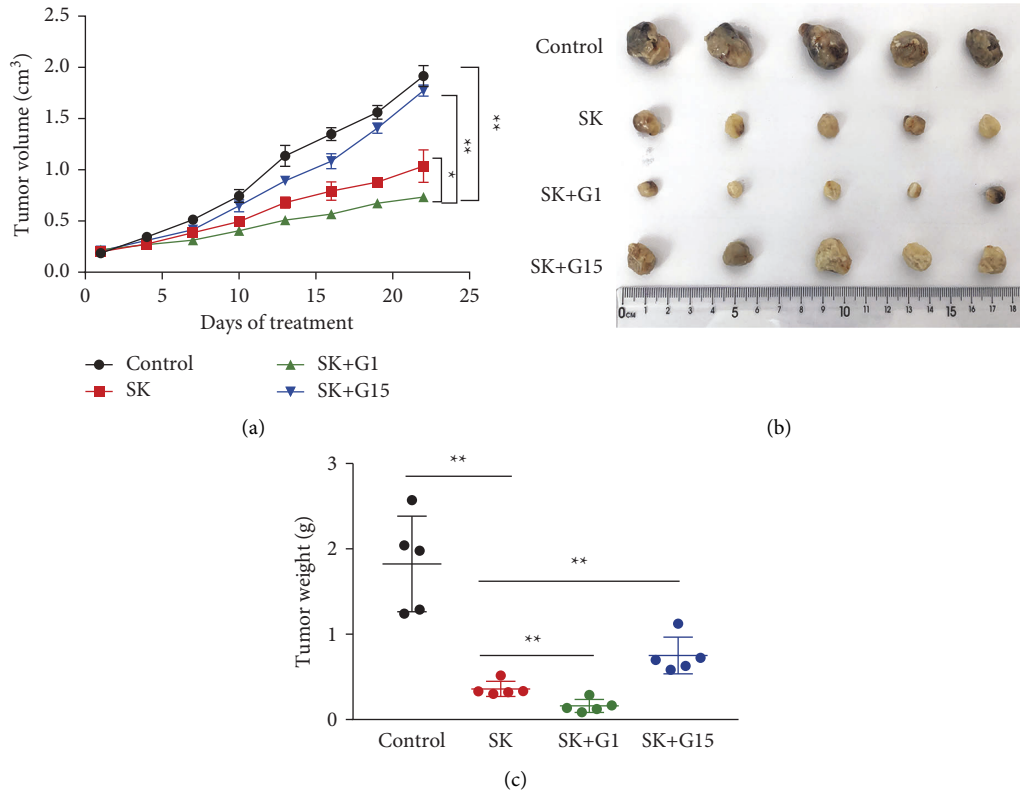 Tumor volume (cm³)
2.5
2.0
1.5
1.0
0.5
0.0
0 5 10 15 20 25
Days of treatment
**
**
*
Control
SK
SK+G1
SK+G15
(a)
Control
SK
SK+G1
SK+G15
0CM 1 2 3 4 5 6 7 8 9 10 11 12 13 14 15 16 17 18
(b)
Tumor weight (g)
3
2
1
0
**
**
**
Control SK SK+G1 SK+G15
(c)